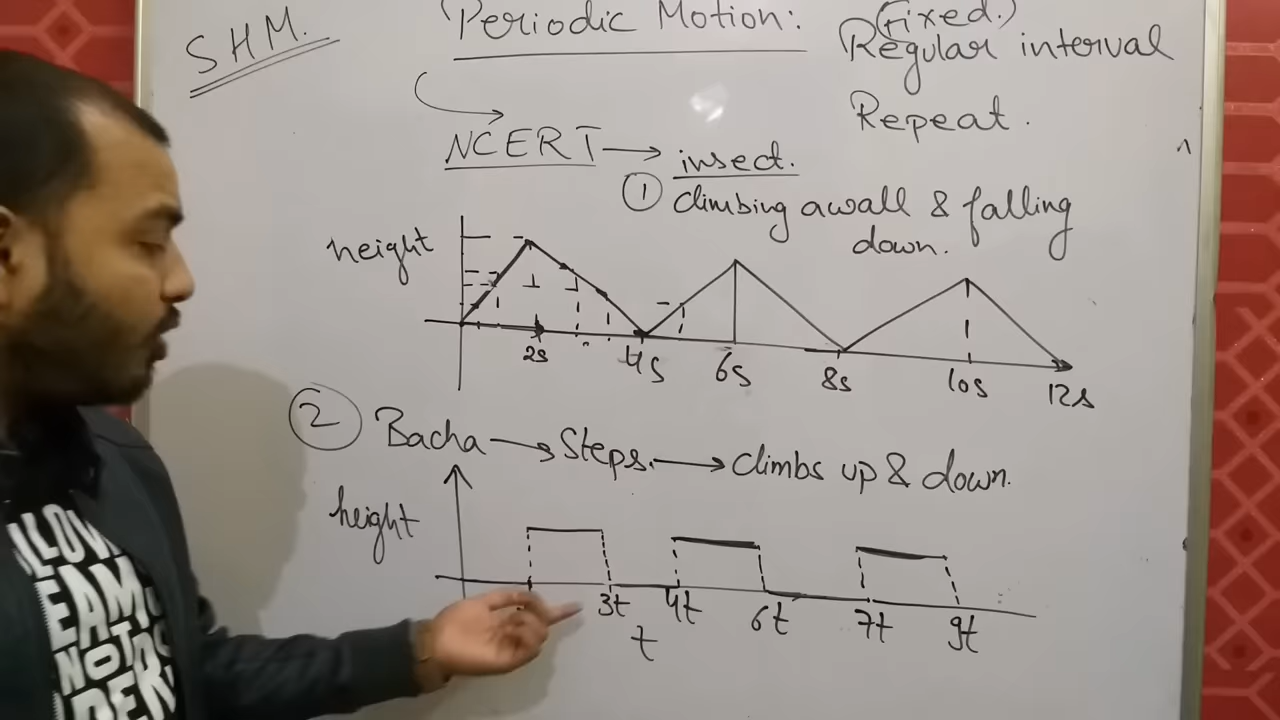 SHM.
Periodic Motion:
(Fixed.)
Regular interval
Repeat.
NCERT → insect.
① climbing a wall & falling
down.
height
2s 4s 6s 8s 10s 12s
② Bacha → Steps. → climbs up & down.
height
3t 4t 6t 7t 9t
t